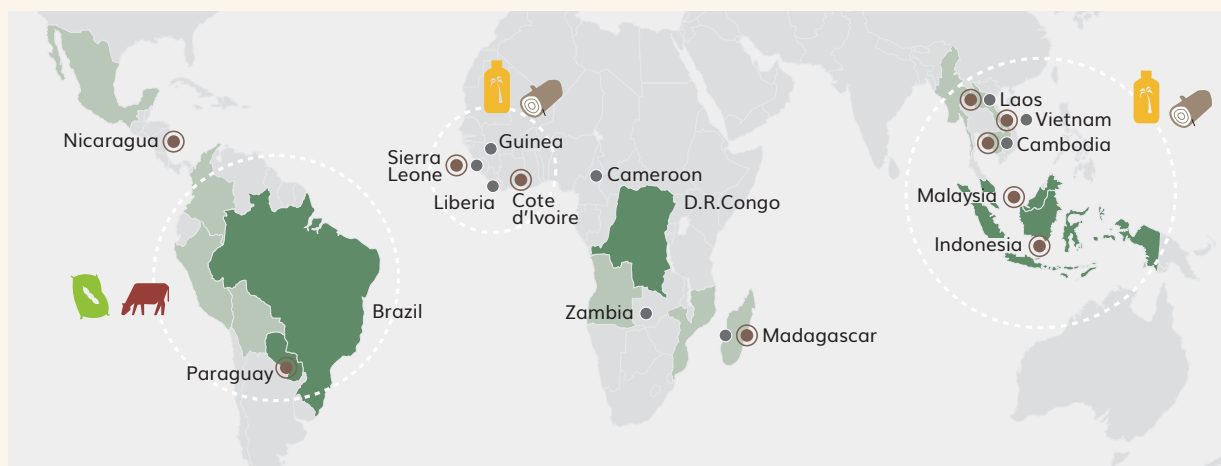 Nicaragua
Brazil
Paraguay
Guinea
Sierra
Leone
Liberia
Cote
d'Ivoire
Cameroon
D.R.Congo
Zambia
Madagascar
Laos
Vietnam
Cambodia
Malaysia
Indonesia